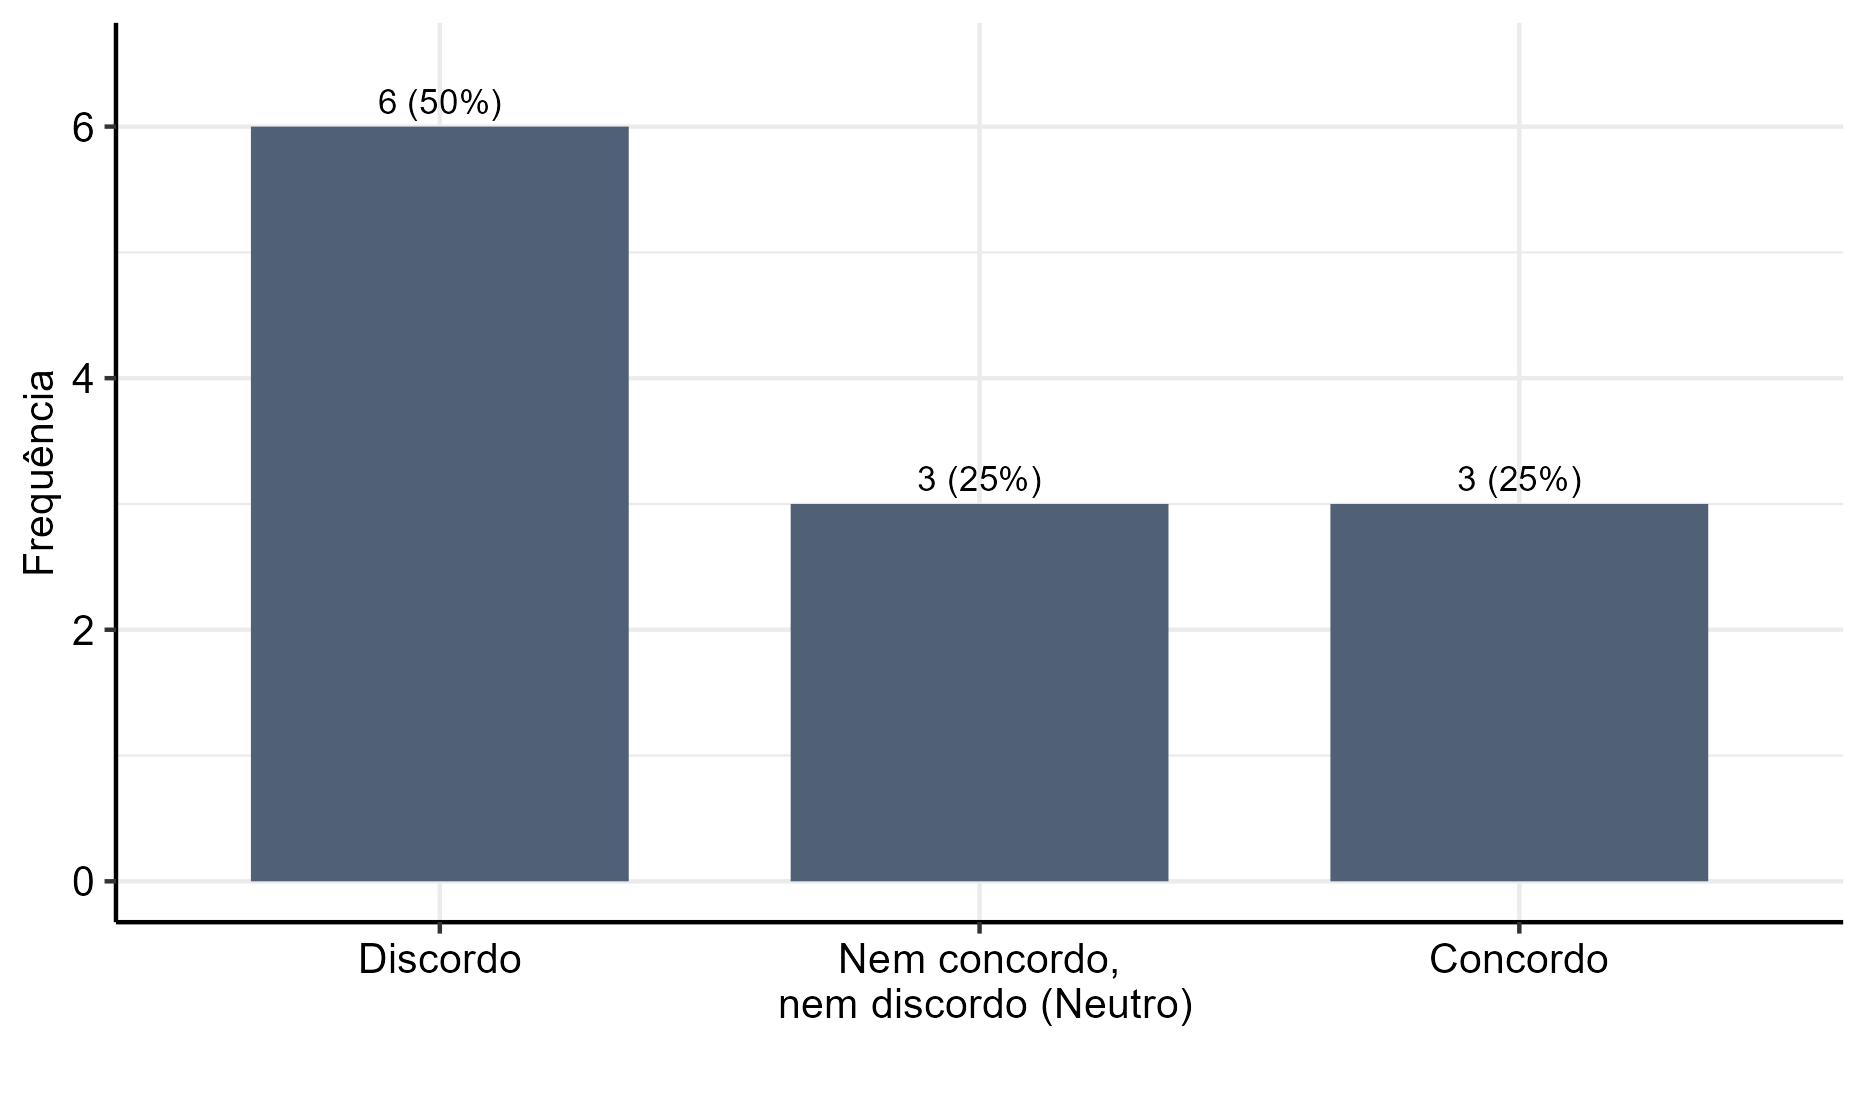 6 (50%)
6
4
Frequência
3 (25%)
3 (25%)
2
0
Discordo
Nem concordo,
nem discordo (Neutro)
Concordo